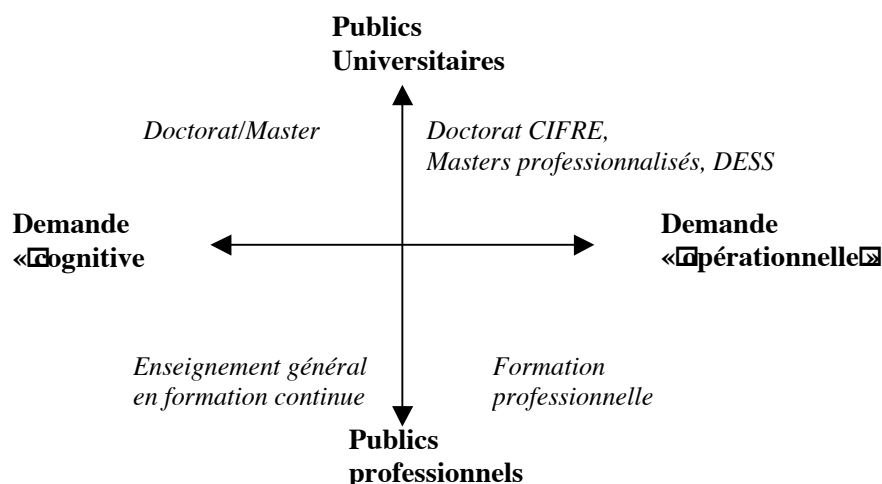 Publics
Universitaires
Doctorat/Master
Doctorat CIFRE,
Masters professionnalisés, DESS
Demande
« cognitive
Demande
« opérationnelle »
Enseignement général
en formation continue
Formation
professionnelle
Publics
professionnels